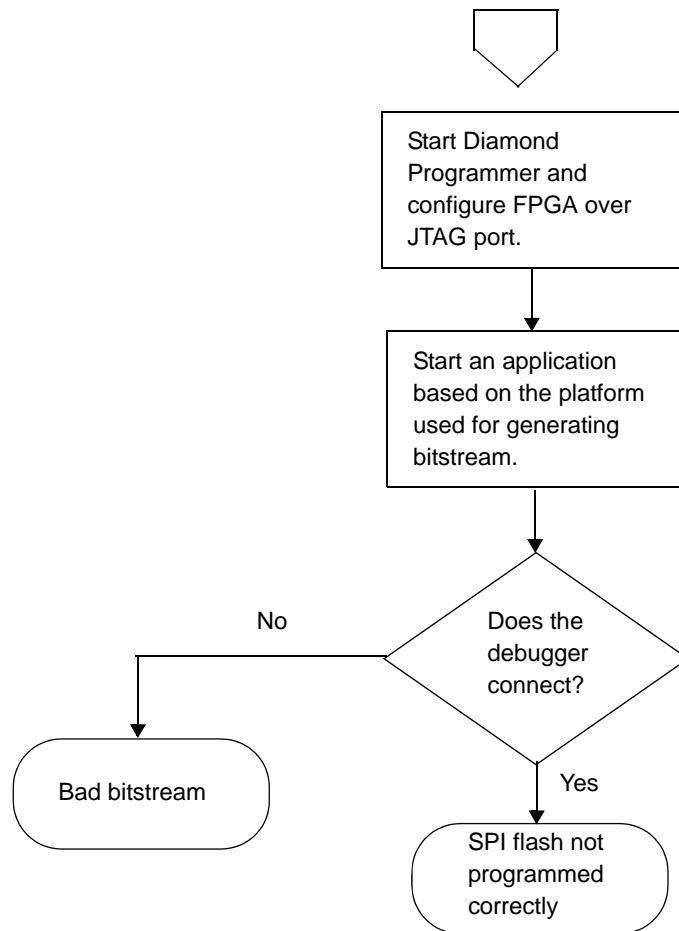 Start Diamond
Programmer and
configure FPGA over
JTAG port.
Start an application
based on the platform
used for generating
bitstream.
Does the
debugger
connect?
No
Yes
Bad bitstream
SPI flash not
programmed
correctly